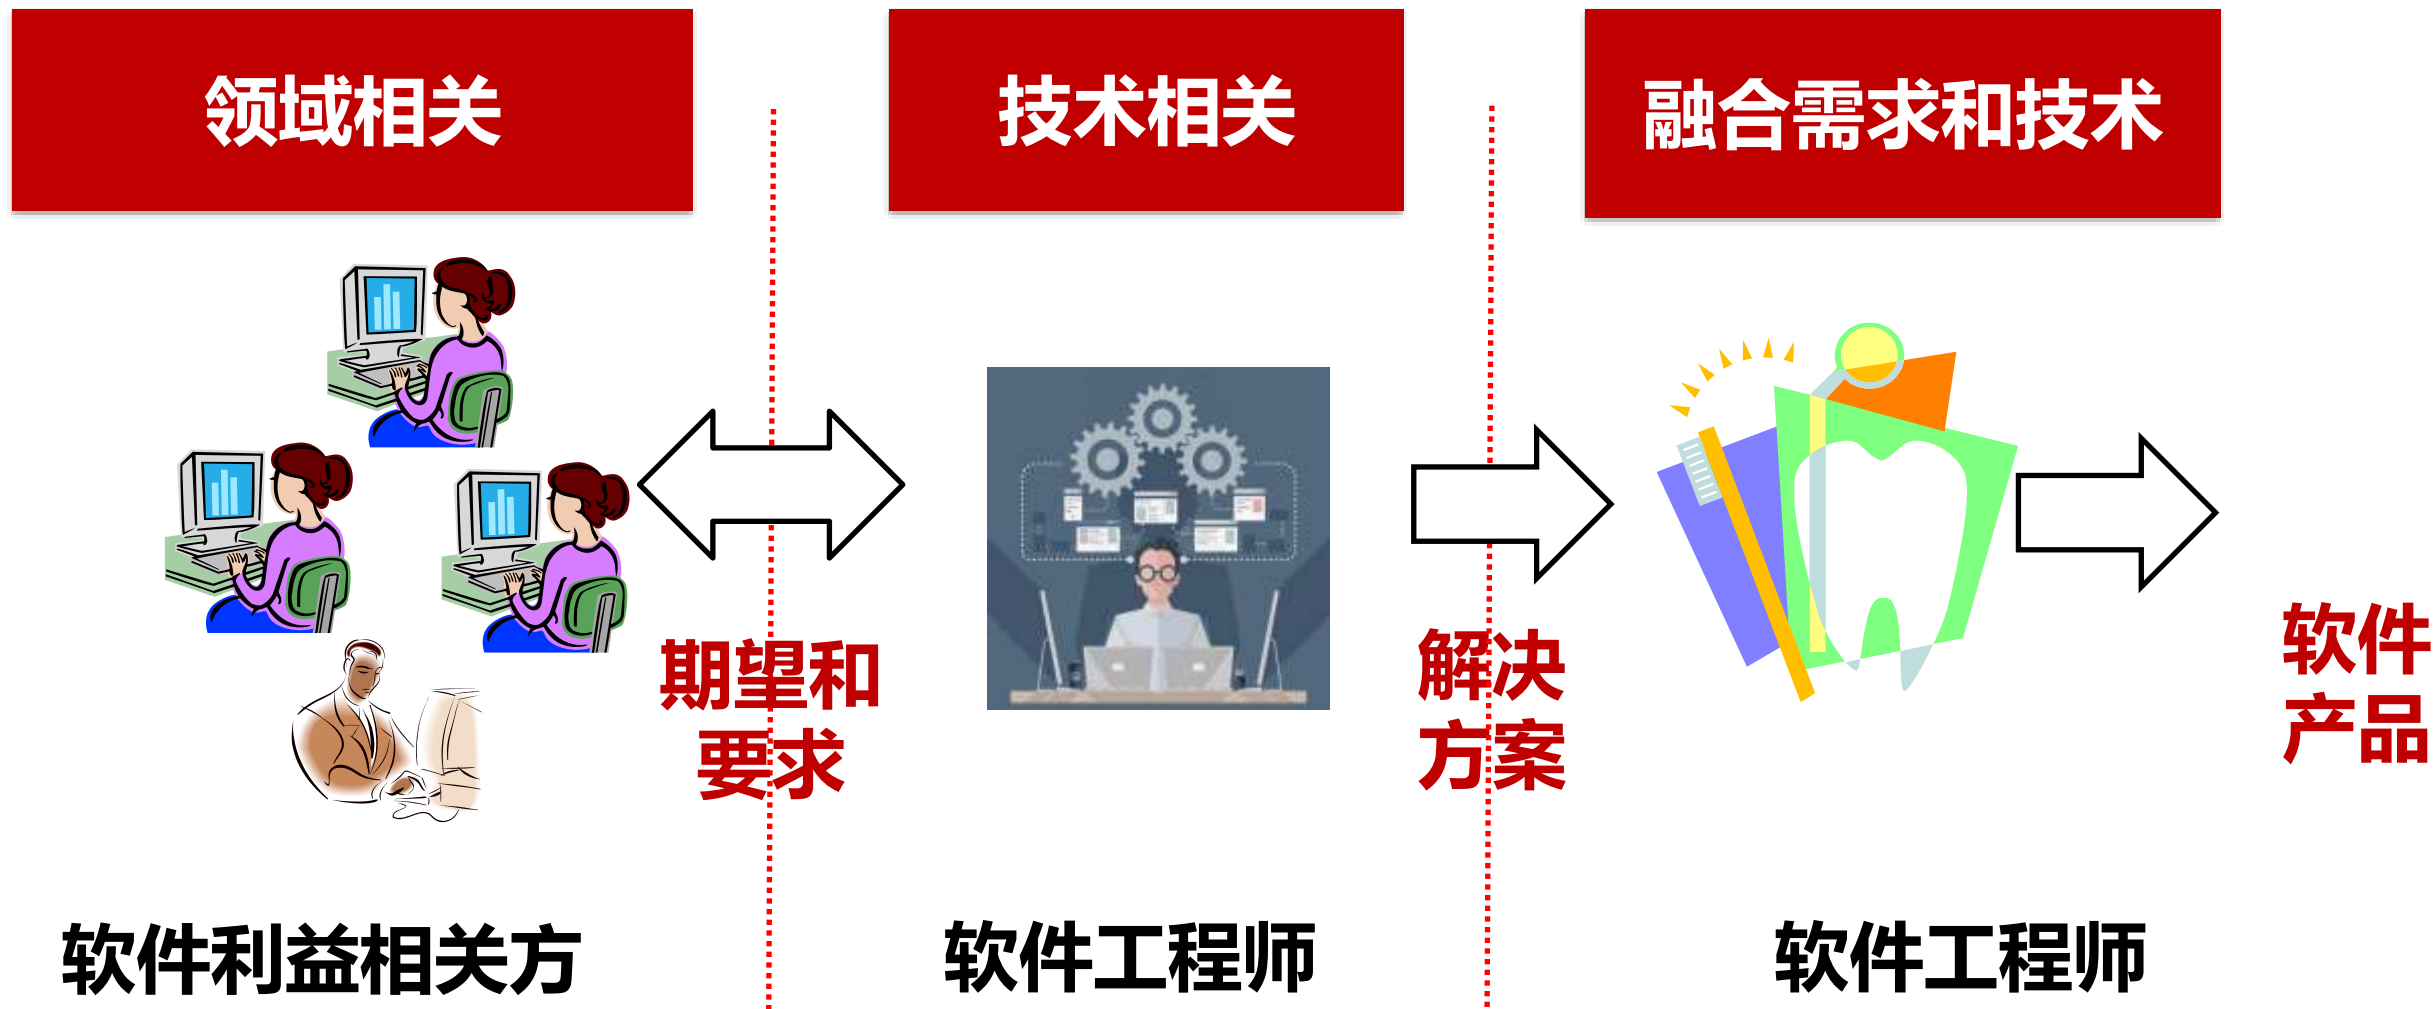 领域相关
技术相关
融合需求和技术
期望和
要求
解决
方案
软件
产品
软件利益相关方
软件工程师
软件工程师